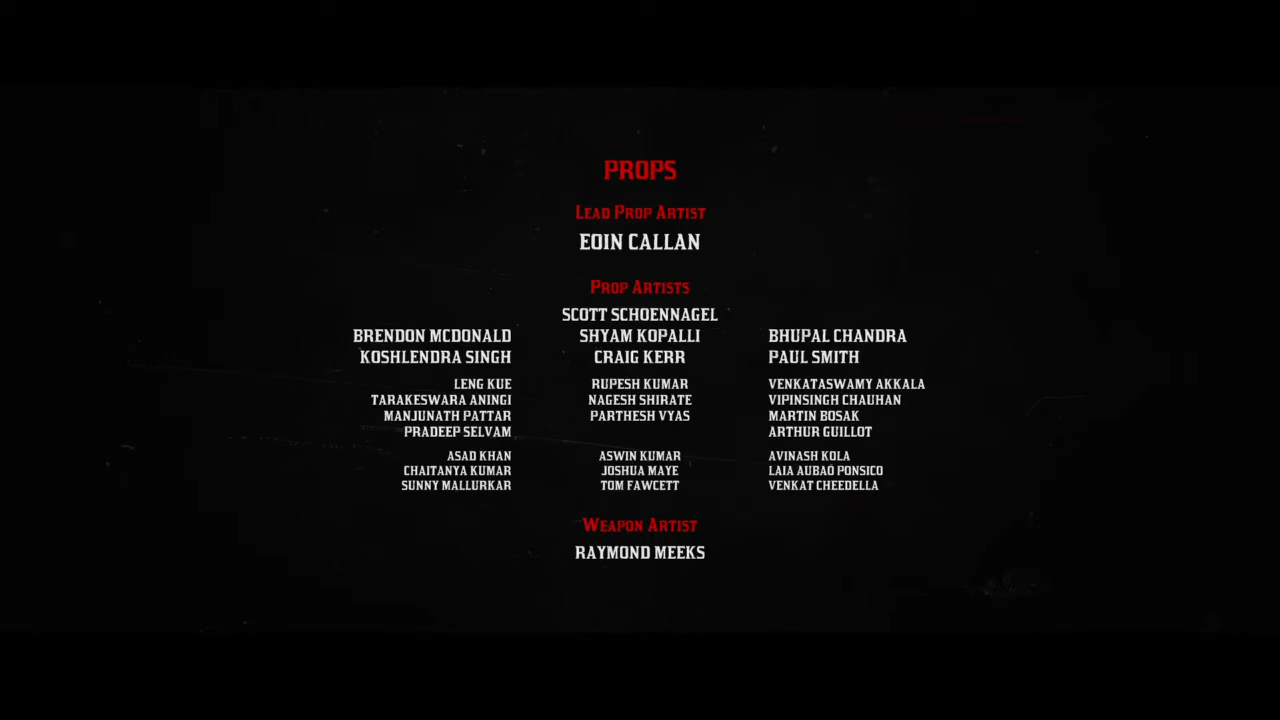 PROPS
LEAD PROP ARTIST
EOIN CALLAN
PROP ARTISTS
SCOTT SCHOENNAGEL
BRENDON MCDONALD SHYAM KOPALLI BHUPAL CHANDRA
KOSHLENDRA SINGH CRAIG KERR PAUL SMITH
LENG KUE RUPESH KUMAR VENKATASWAMY AKKALA
TARAKESWARA ANINGI NAGESH SHIRATE VIPINSINGH CHAUHAN
MANJUNATH PATTAR PARTHESH VYAS MARTIN BOSAK
PRADEEP SELVAM ARTHUR GUILLOT
ASAD KHAN ASWIN KUMAR AVINASH KOLA
CHAITANYA KUMAR JOSHUA MAYE LAIA AUBAÓ PONSICO
SUNNY MALLURKAR TOM FAWCETT VENKAT CHEEDELLA
WEAPON ARTIST
RAYMOND MEEKS